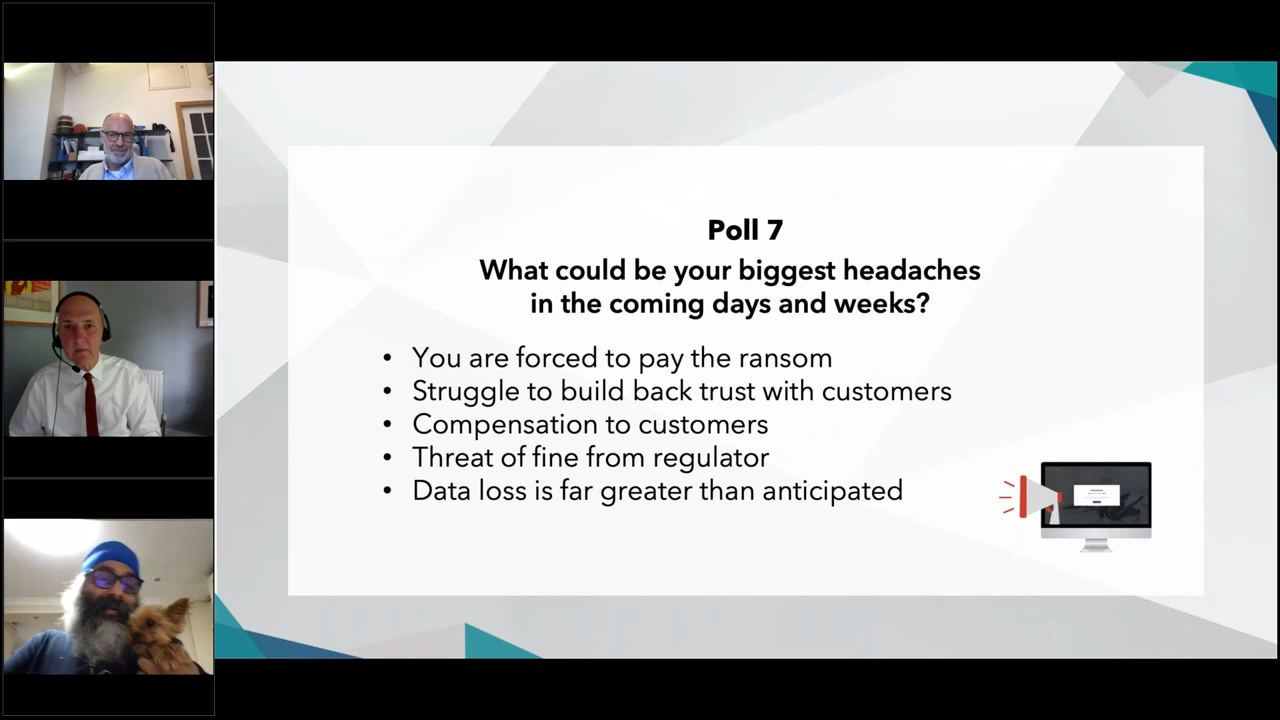 Poll 7
What could be your biggest headaches
in the coming days and weeks?
• You are forced to pay the ransom
• Struggle to build back trust with customers
• Compensation to customers
• Threat of fine from regulator
• Data loss is far greater than anticipated